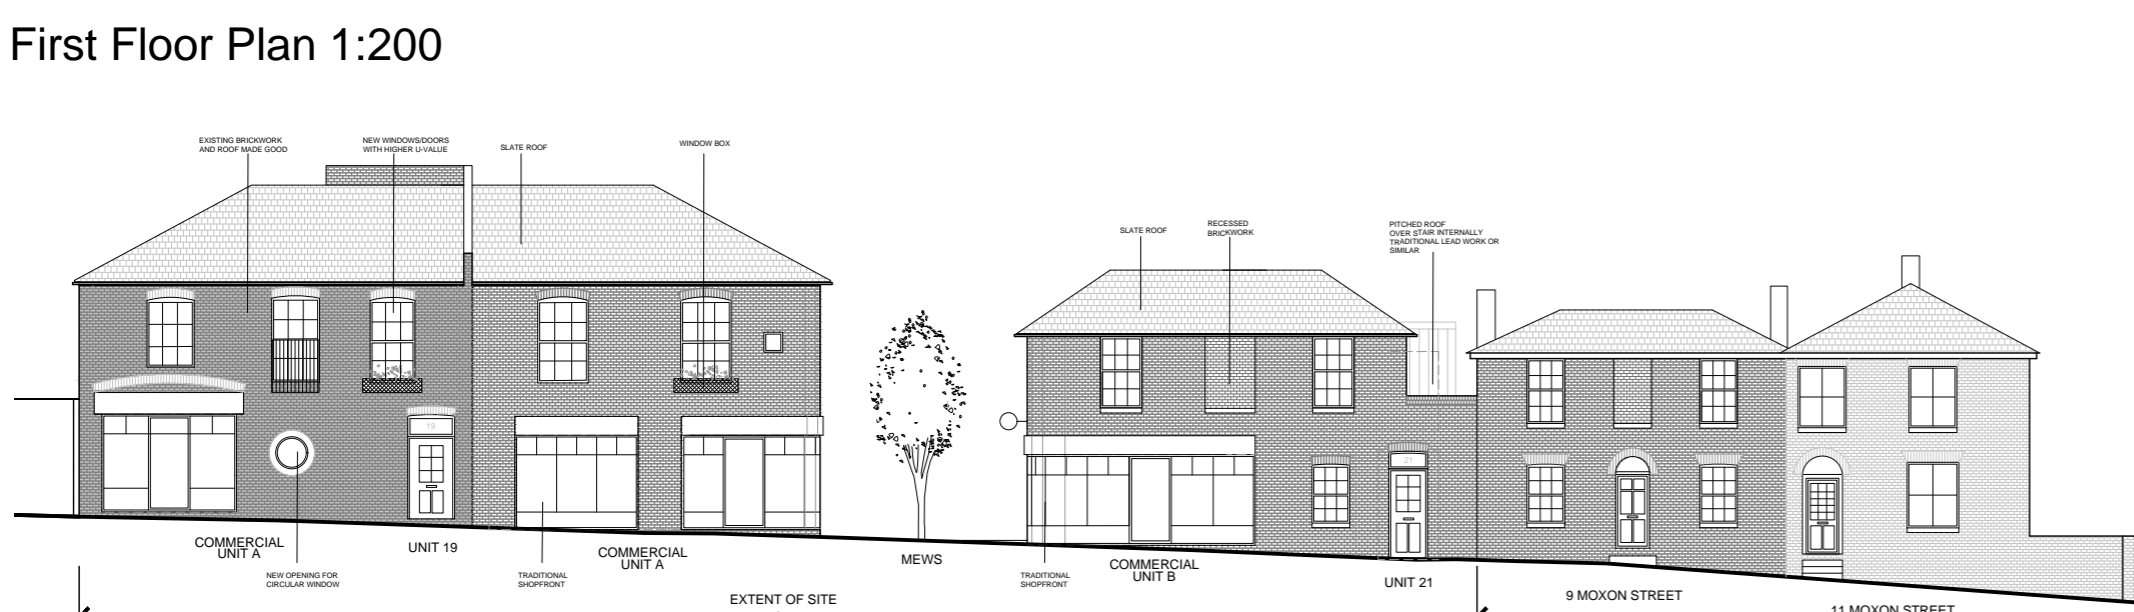 First Floor Plan 1:200
EXISTING BRICKWORK
AND ROOF MADE GOOD
NEW WINDOWS/DOORS
WITH HIGHER U-VALUE
SLATE ROOF
WINDOW BOX
SLATE ROOF
RECESSED
BRICKWORK
PITCHED ROOF
OVER STAIR INTERNALLY
TRADITIONAL LEAD WORK OR
SIMILAR
19
21
COMMERCIAL
UNIT A
UNIT 19
COMMERCIAL
UNIT A
MEWS
COMMERCIAL
UNIT B
UNIT 21
9 MOXON STREET
11 MOXON STREET
NEW OPENING FOR
CIRCULAR WINDOW
TRADITIONAL
SHOPFRONT
TRADITIONAL
SHOPFRONT
EXTENT OF SITE